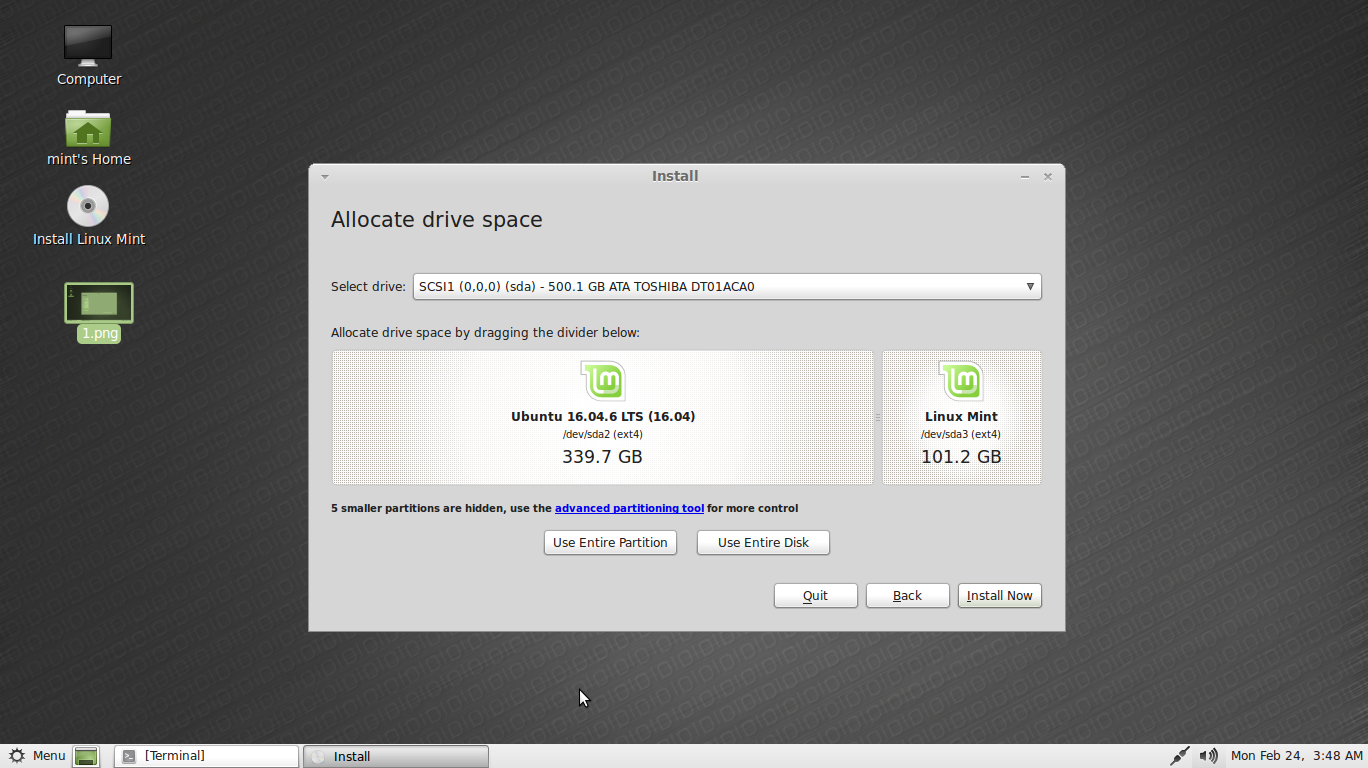 Computer
mint's Home
Install Linux Mint
1.png
Install
Allocate drive space
Select drive: SCSI1 (0,0,0) (sda) - 500.1 GB ATA TOSHIBA DT01ACA0
Allocate drive space by dragging the divider below:
Ubuntu 16.04.6 LTS (16.04)
/dev/sda2 (ext4)
339.7 GB
Linux Mint
/dev/sda3 (ext4)
101.2 GB
5 smaller partitions are hidden, use the advanced partitioning tool for more control
Use Entire Partition Use Entire Disk
Quit Back Install Now
Menu [Terminal] Install Mon Feb 24, 3:48 AM